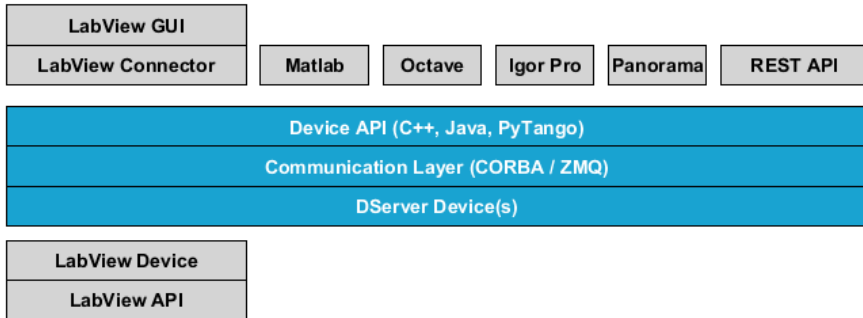 LabView GUI
LabView Connector
Matlab
Octave
Igor Pro
Panorama
REST API
Device API (C++, Java, PyTango)
Communication Layer (CORBA / ZMQ)
DServer Device(s)
LabView Device
LabView API